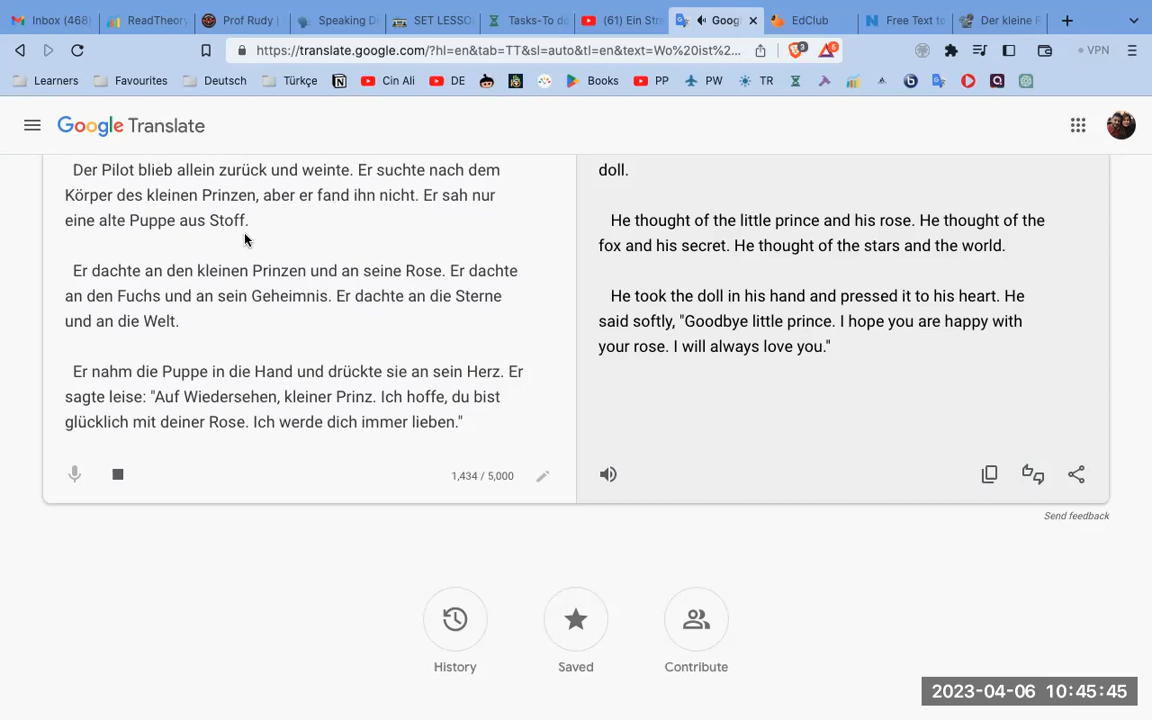 Inbox (468)
ReadTheory
Prof Rudy |
Speaking D
SET LESSO
Tasks-To do
(61) Ein Stre
Goog
EdClub
Free Text to
Der kleine P
https://translate.google.com/?hl=en&tab=TT&sl=auto&tl=en&text=Wo%20ist%2...
3
5
VPN
Learners
Favourites
Deutsch
Türkçe
Cin Ali
DE
Books
PP
PW
TR
Google Translate
Der Pilot blieb allein zurück und weinte. Er suchte nach dem
Körper des kleinen Prinzen, aber er fand ihn nicht. Er sah nur
eine alte Puppe aus Stoff.
Er dachte an den kleinen Prinzen und an seine Rose. Er dachte
an den Fuchs und an sein Geheimnis. Er dachte an die Sterne
und an die Welt.
Er nahm die Puppe in die Hand und drückte sie an sein Herz. Er
sagte leise: "Auf Wiedersehen, kleiner Prinz. Ich hoffe, du bist
glücklich mit deiner Rose. Ich werde dich immer lieben."
1,434 / 5,000
doll.
He thought of the little prince and his rose. He thought of the
fox and his secret. He thought of the stars and the world.
He took the doll in his hand and pressed it to his heart. He
said softly, "Goodbye little prince. I hope you are happy with
your rose. I will always love you."
Send feedback
History
Saved
Contribute
2023-04-06 10:45:45